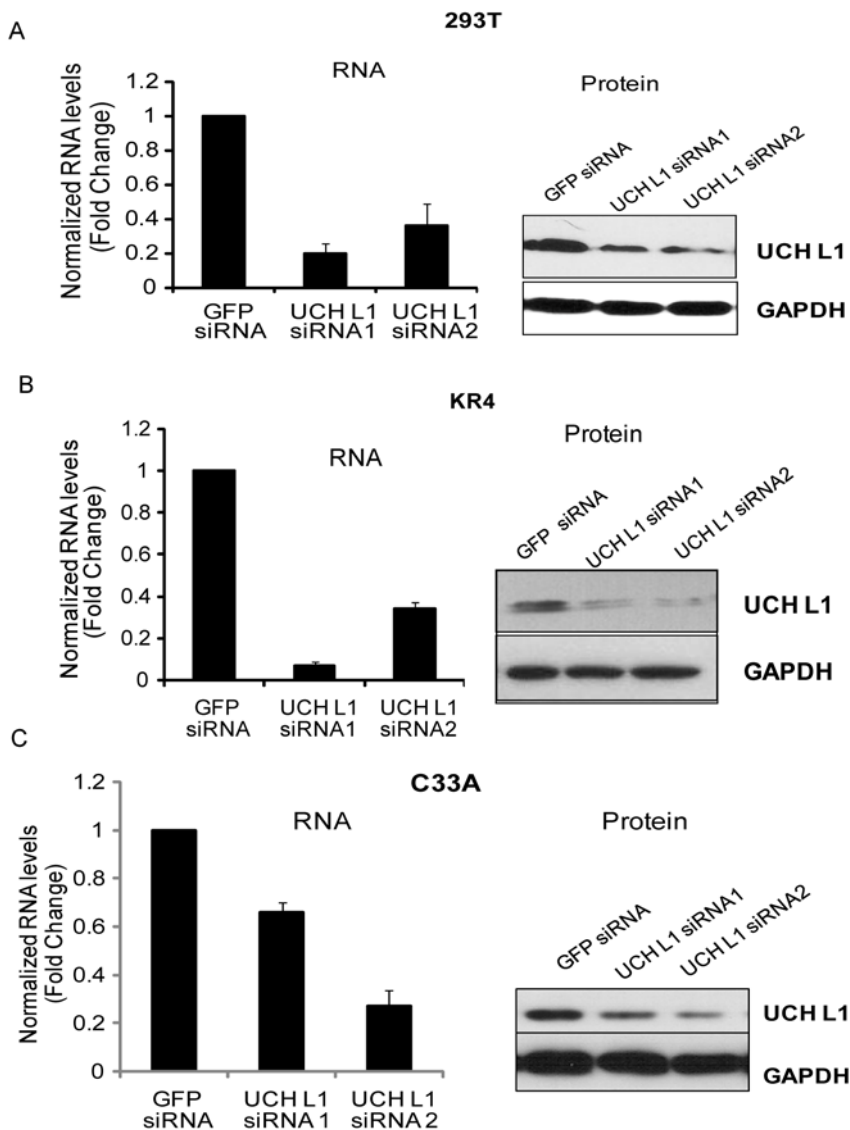 A
293T
RNA
Protein
Normalized RNA levels
(Fold Change)
1.2
1
0.8
0.6
0.4
0.2
0
GFP
siRNA
UCH L1
siRNA1
UCH L1
siRNA2
GFP siRNA
UCH L1 siRNA1
UCH L1 siRNA2
UCH L1
GAPDH
B
KR4
RNA
Protein
Normalized RNA levels
(Fold Change)
1.2
1
0.8
0.6
0.4
0.2
0
GFP
siRNA
UCH L1
siRNA1
UCH L1
siRNA2
GFP siRNA
UCH L1 siRNA1
UCH L1 siRNA2
UCH L1
GAPDH
C
C33A
RNA
Protein
Normalized RNA levels
(Fold Change)
1.2
1
0.8
0.6
0.4
0.2
0
GFP
siRNA
UCH L1
siRNA 1
UCH L1
siRNA 2
GFP siRNA
UCH L1 siRNA1
UCH L1 siRNA2
UCH L1
GAPDH